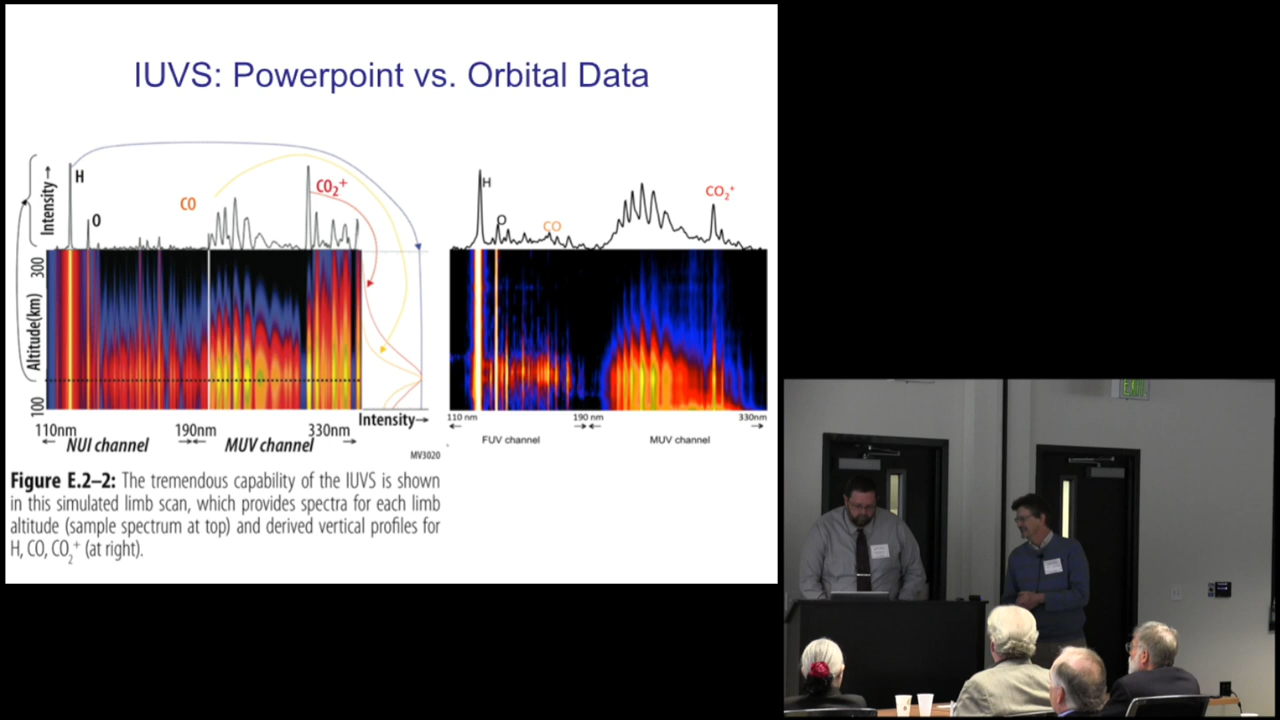 IUVS: Powerpoint vs. Orbital Data
Intensity →
H
O
CO
CO₂⁺
300
Altitude(km)
100
110nm
190nm
330nm
NUI channel
MUV channel
Intensity→
MV3020
H
O
CO
CO₂⁺
110 nm
190 nm
330nm
FUV channel
MUV channel
Figure E.2–2: The tremendous capability of the IUVS is shown
in this simulated limb scan, which provides spectra for each limb
altitude (sample spectrum at top) and derived vertical profiles for
H, CO, CO₂⁺ (at right).
EXIT